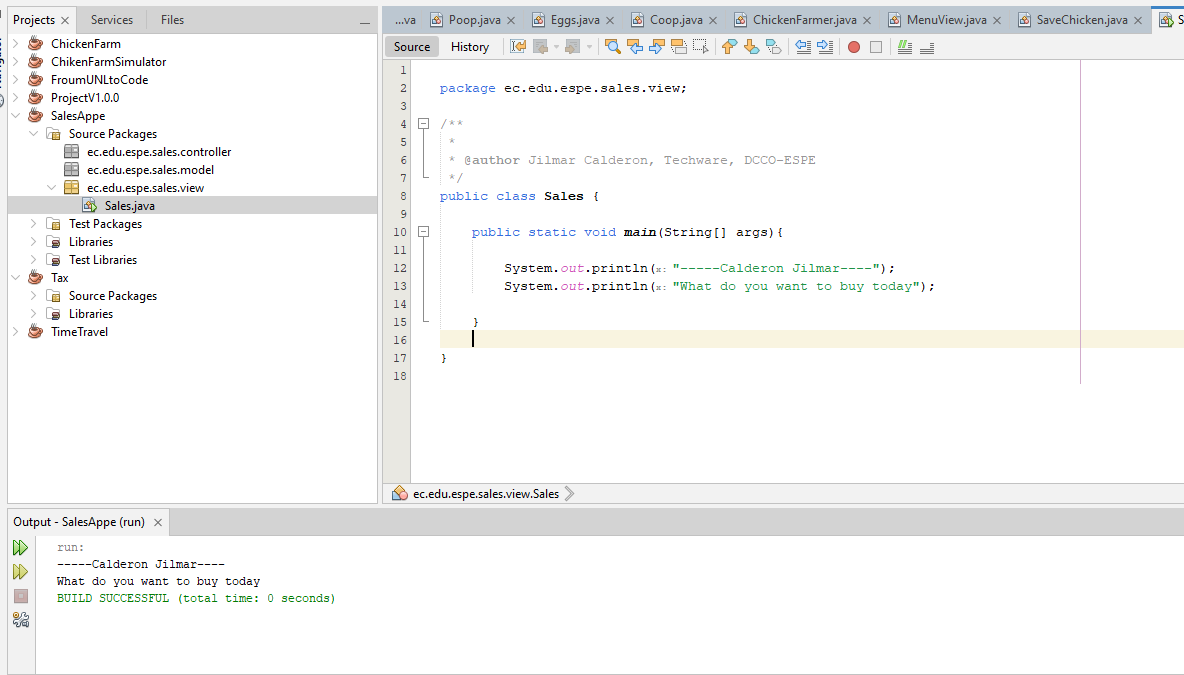 Projects Services Files
ChickenFarm
ChikenFarmSimulator
FroumUNLtoCode
ProjectV1.0.0
SalesAppe
Source Packages
ec.edu.espe.sales.controller
ec.edu.espe.sales.model
ec.edu.espe.sales.view
Sales.java
Test Packages
Libraries
Test Libraries
Tax
Source Packages
Libraries
TimeTravel
...va Poop.java Eggs.java Coop.java ChickenFarmer.java MenuView.java SaveChicken.java S
Source History
1
2 package ec.edu.espe.sales.view;
3
4 /**
5 *
6 * @author Jilmar Calderon, Techware, DCCO-ESPE
7 */
8 public class Sales {
9
10 public static void main(String[] args){
11
12 System.out.println(x: "-----Calderon Jilmar----");
13 System.out.println(x: "What do you want to buy today");
14
15 }
16
17 }
18
ec.edu.espe.sales.view.Sales
Output - SalesAppe (run)
run:
-----Calderon Jilmar----
What do you want to buy today
BUILD SUCCESSFUL (total time: 0 seconds)